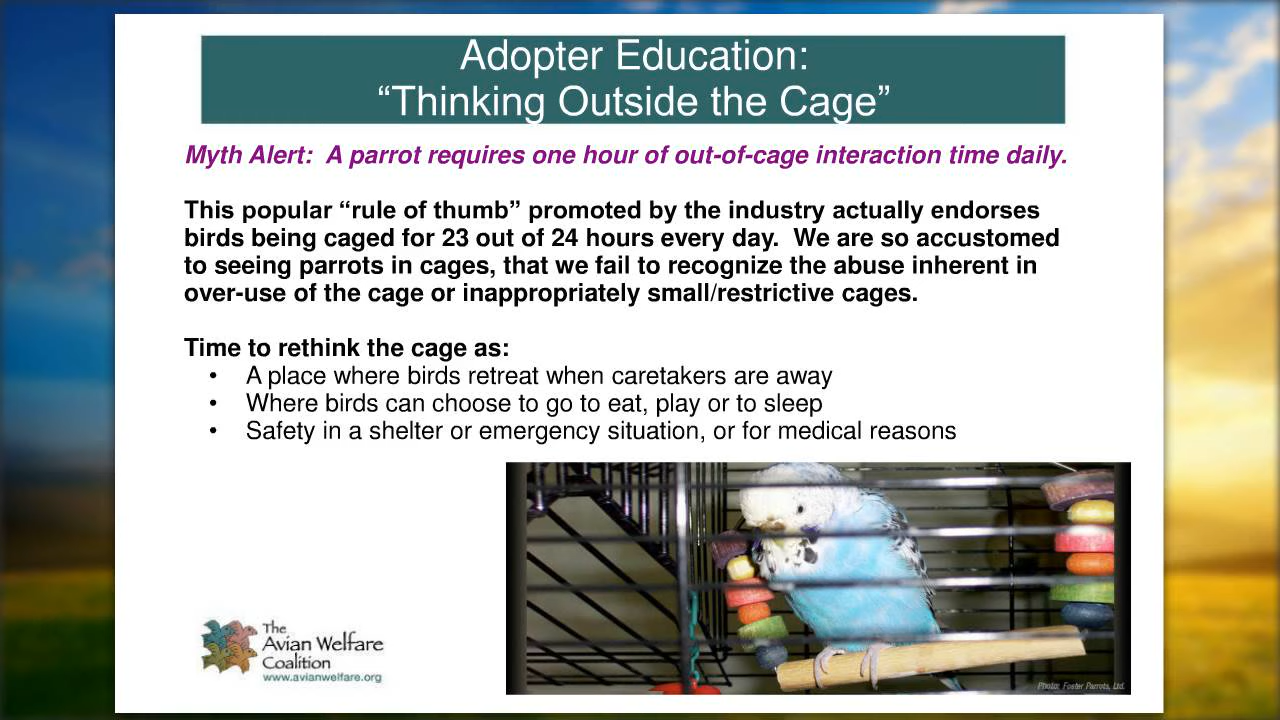 Adopter Education:
“Thinking Outside the Cage”
Myth Alert:  A parrot requires one hour of out-of-cage interaction time daily.
This popular “rule of thumb” promoted by the industry actually endorses
birds being caged for 23 out of 24 hours every day.  We are so accustomed
to seeing parrots in cages, that we fail to recognize the abuse inherent in
over-use of the cage or inappropriately small/restrictive cages.
Time to rethink the cage as:
• A place where birds retreat when caretakers are away
• Where birds can choose to go to eat, play or to sleep
• Safety in a shelter or emergency situation, or for medical reasons
The
Avian Welfare
Coalition
www.avianwelfare.org
Photo: Foster Parrots, Ltd.